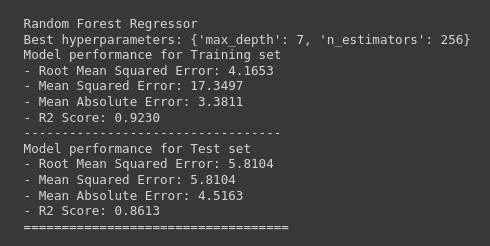 Random Forest Regressor
Best hyperparameters: {'max_depth': 7, 'n_estimators': 256}
Model performance for Training set
- Root Mean Squared Error: 4.1653
- Mean Squared Error: 17.3497
- Mean Absolute Error: 3.3811
- R2 Score: 0.9230
----------------------------------
Model performance for Test set
- Root Mean Squared Error: 5.8104
- Mean Squared Error: 5.8104
- Mean Absolute Error: 4.5163
- R2 Score: 0.8613
===================================